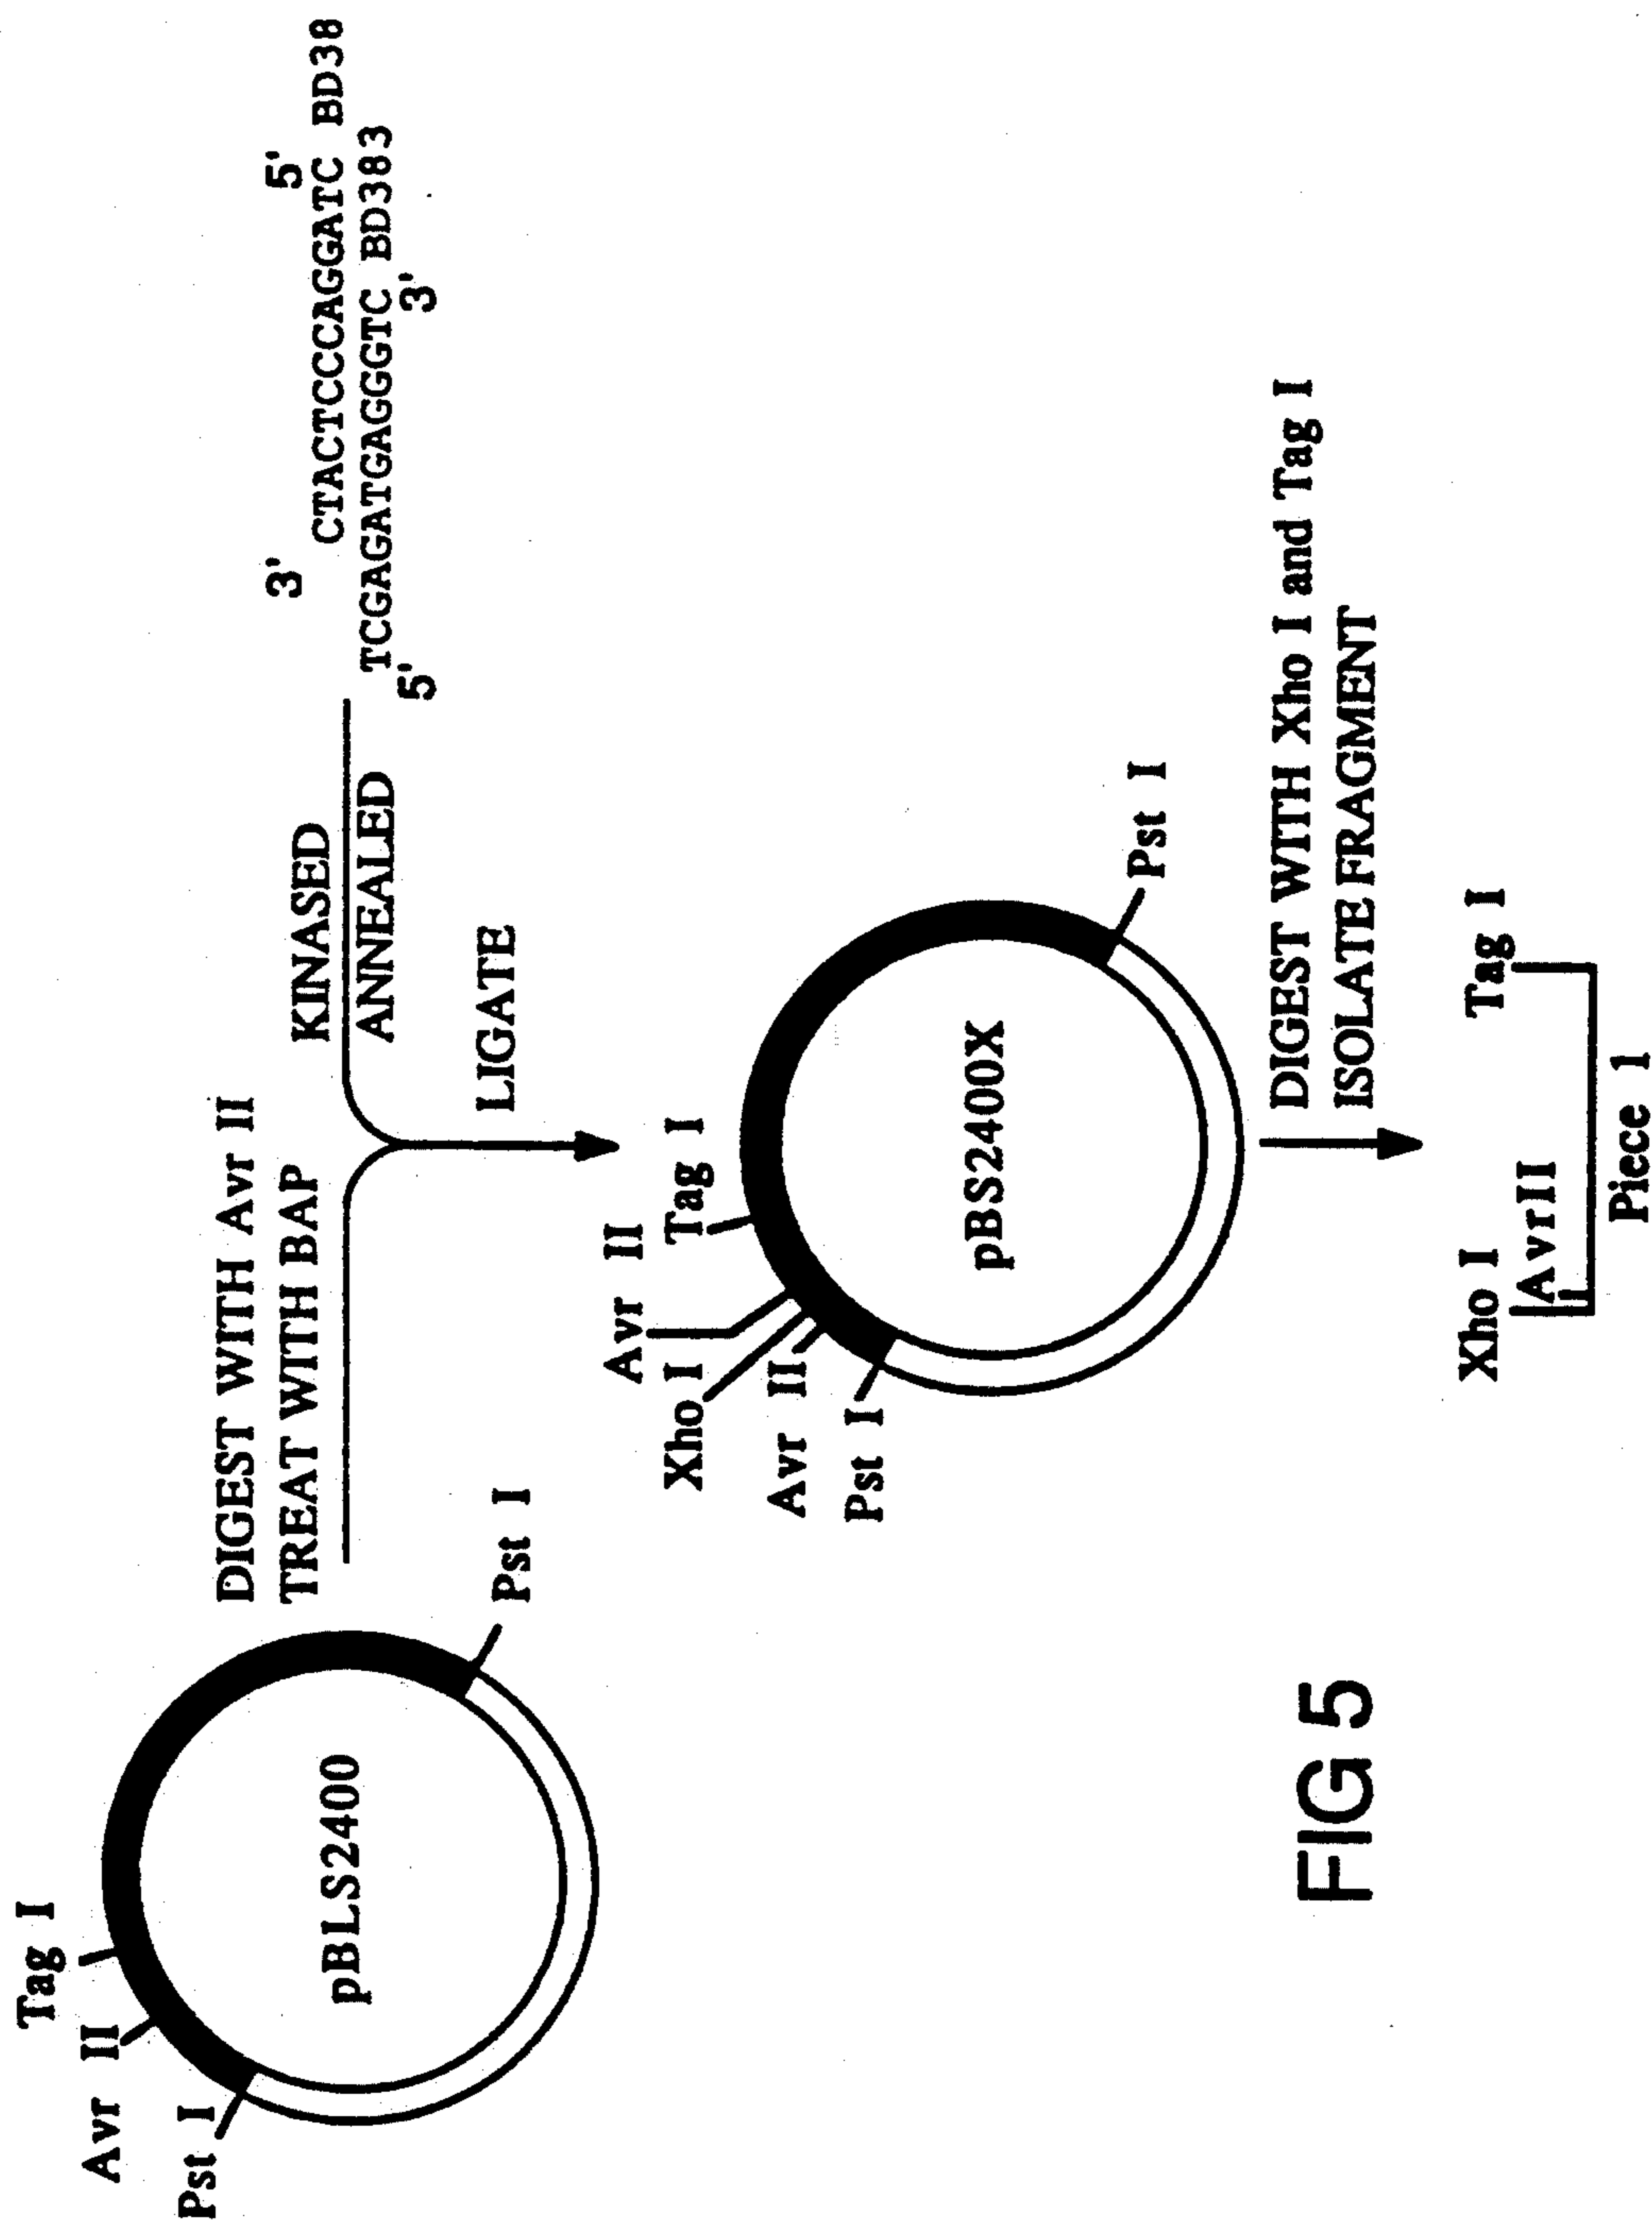 Tag I
Avr II
Pst I
pBLS2400
Pst I
DIGEST WITH Avr II
TREAT WITH BAP
KINASED
ANNEALED
3' 5'
CTACTCCCAGGATC BD38
TCGAGATGAGGGTC BD383
5' 3'
LIGATE
Avr II
Tag I
Xho I
Avr II
Pst I
pBS2400X
Pst I
DIGEST WITH Xho I and Tag I
ISOLATE FRAGMENT
Xho I
AvrII
Tag I
Piece 1
FIG 5